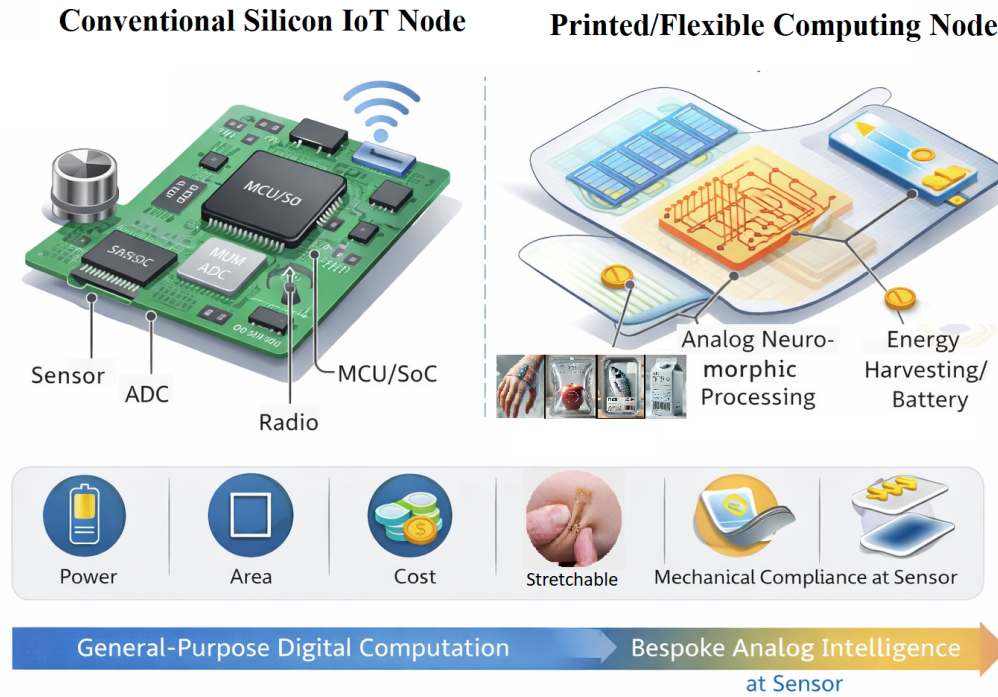 Conventional Silicon IoT Node
Printed/Flexible Computing Node
MCU/SO
MUM
ADC
Sensor
ADC
Radio
MCU/SoC
Analog Neuro-
morphic
Processing
Energy
Harvesting/
Battery
Power
Area
Cost
Stretchable
Mechanical Compliance at Sensor
General-Purpose Digital Computation
Bespoke Analog Intelligence
at Sensor